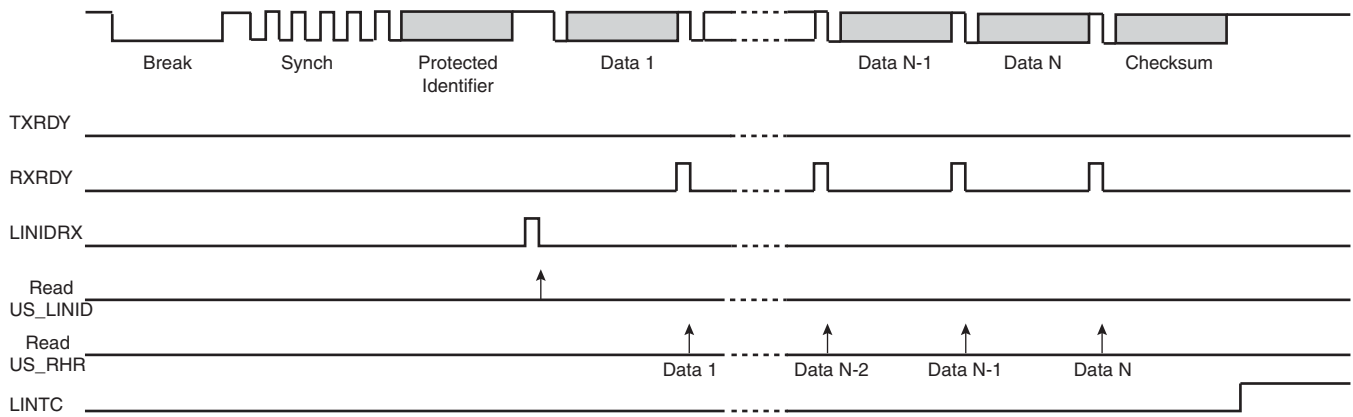 Break Synch Protected Data 1 Data N-1 Data N Checksum
Identifier
TXRDY
RXRDY
LINIDRX
Read
US_LINID
Read
US_RHR
Data 1 Data N-2 Data N-1 Data N
LINTC